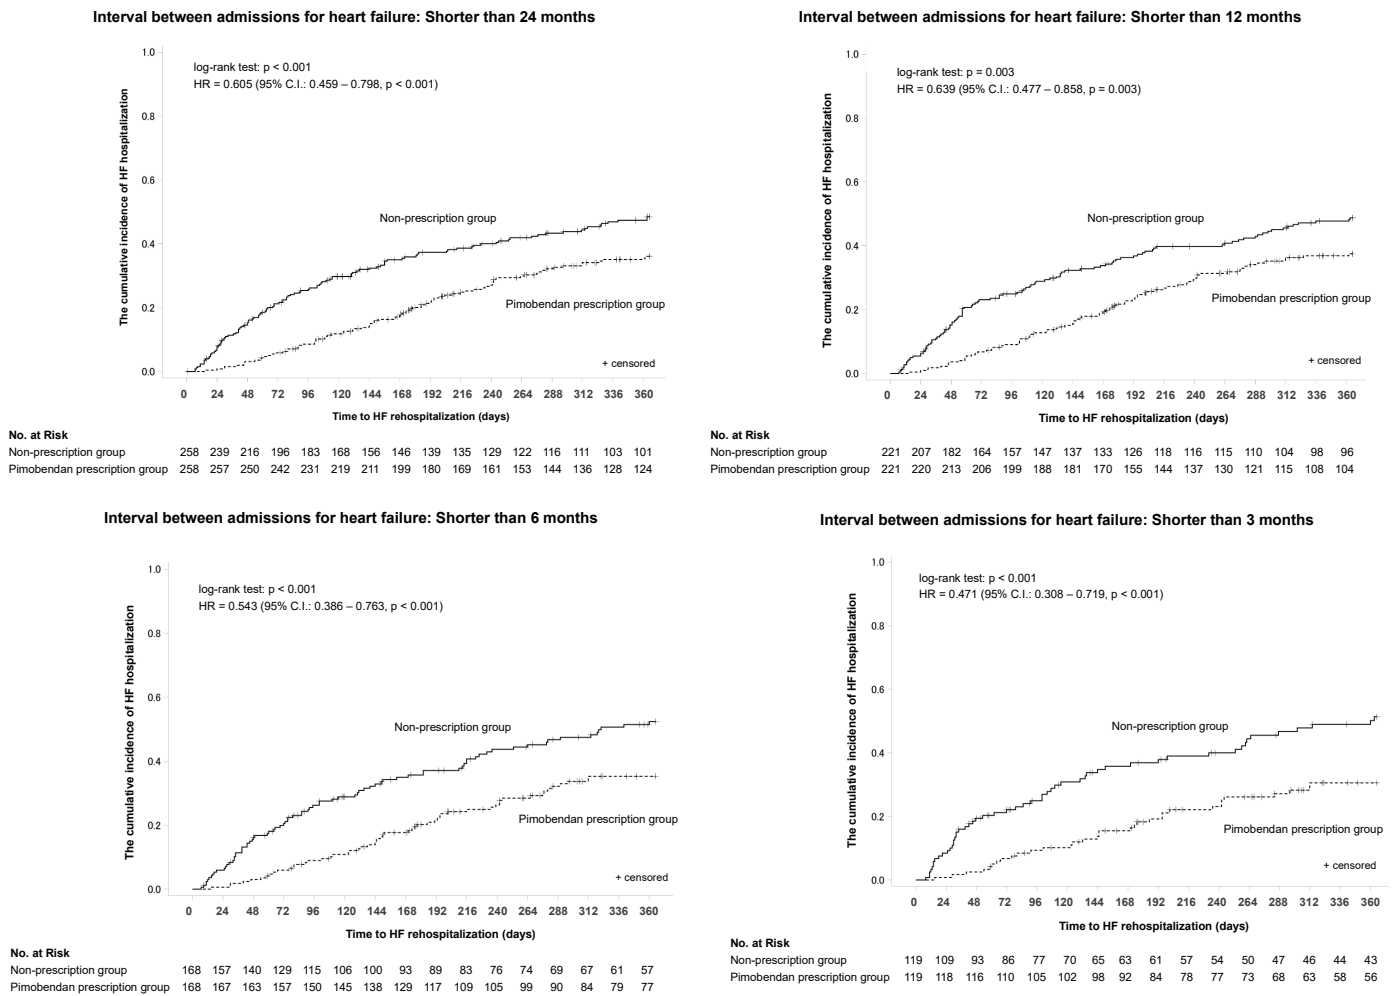 Interval between admissions for heart failure: Shorter than 24 months
log-rank test: p < 0.001
HR = 0.605 (95% C.I.: 0.459 – 0.798, p < 0.001)
The cumulative incidence of HF hospitalization
1.0
0.8
0.6
0.4
0.2
0.0
Non-prescription group
Pimobendan prescription group
+ censored
0 24 48 72 96 120 144 168 192 216 240 264 288 312 336 360
Time to HF rehospitalization (days)
No. at Risk
Non-prescription group 258 239 216 196 183 168 156 146 139 135 129 122 116 111 103 101
Pimobendan prescription group 258 257 250 242 231 219 211 199 180 169 161 153 144 136 128 124
Interval between admissions for heart failure: Shorter than 12 months
log-rank test: p = 0.003
HR = 0.639 (95% C.I.: 0.477 – 0.858, p = 0.003)
The cumulative incidence of HF hospitalization
1.0
0.8
0.6
0.4
0.2
0.0
Non-prescription group
Pimobendan prescription group
+ censored
0 24 48 72 96 120 144 168 192 216 240 264 288 312 336 360
Time to HF rehospitalization (days)
No. at Risk
Non-prescription group 221 207 182 164 157 147 137 133 126 118 116 115 110 104 98 96
Pimobendan prescription group 221 220 213 206 199 188 181 170 155 144 137 130 121 115 108 104
Interval between admissions for heart failure: Shorter than 6 months
log-rank test: p < 0.001
HR = 0.543 (95% C.I.: 0.386 – 0.763, p < 0.001)
The cumulative incidence of HF hospitalization
1.0
0.8
0.6
0.4
0.2
0.0
Non-prescription group
Pimobendan prescription group
+ censored
0 24 48 72 96 120 144 168 192 216 240 264 288 312 336 360
Time to HF rehospitalization (days)
No. at Risk
Non-prescription group 168 157 140 129 115 106 100 93 89 83 76 74 69 67 61 57
Pimobendan prescription group 168 167 163 157 150 145 138 129 117 109 105 99 90 84 79 77
Interval between admissions for heart failure: Shorter than 3 months
log-rank test: p < 0.001
HR = 0.471 (95% C.I.: 0.308 – 0.719, p < 0.001)
The cumulative incidence of HF hospitalization
1.0
0.8
0.6
0.4
0.2
0.0
Non-prescription group
Pimobendan prescription group
+ censored
0 24 48 72 96 120 144 168 192 216 240 264 288 312 336 360
Time to HF rehospitalization (days)
No. at Risk
Non-prescription group 119 109 93 86 77 70 65 63 61 57 54 50 47 46 44 43
Pimobendan prescription group 119 118 116 110 105 102 98 92 84 78 77 73 68 63 58 56